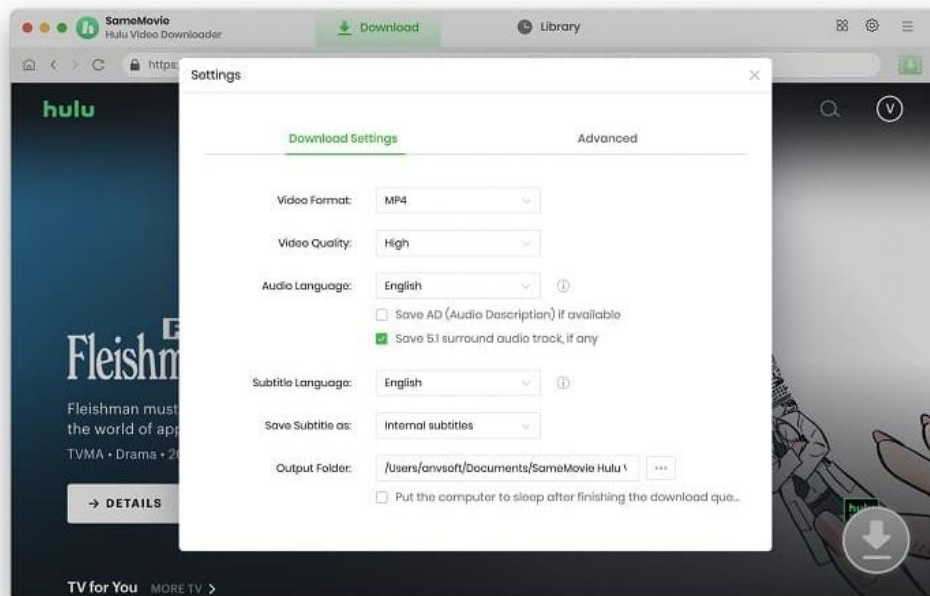 SameMovie
Hulu Video Downloader
Download
Library
https:
Settings
hulu
V
Download Settings
Advanced
Video Format:
MP4
Video Quality:
High
Audio Language:
English
Save AD (Audio Description) if available
Save 5.1 surround audio track, if any
Subtitle Language:
English
Save Subtitle as:
Internal subtitles
Output Folder:
/Users/anvsoft/Documents/SameMovie Hulu
...
Put the computer to sleep after finishing the download que...
Fleishm
Fleishman must
the world of app
TVMA • Drama • 20
→ DETAILS
hulu
TV for You MORE TV >